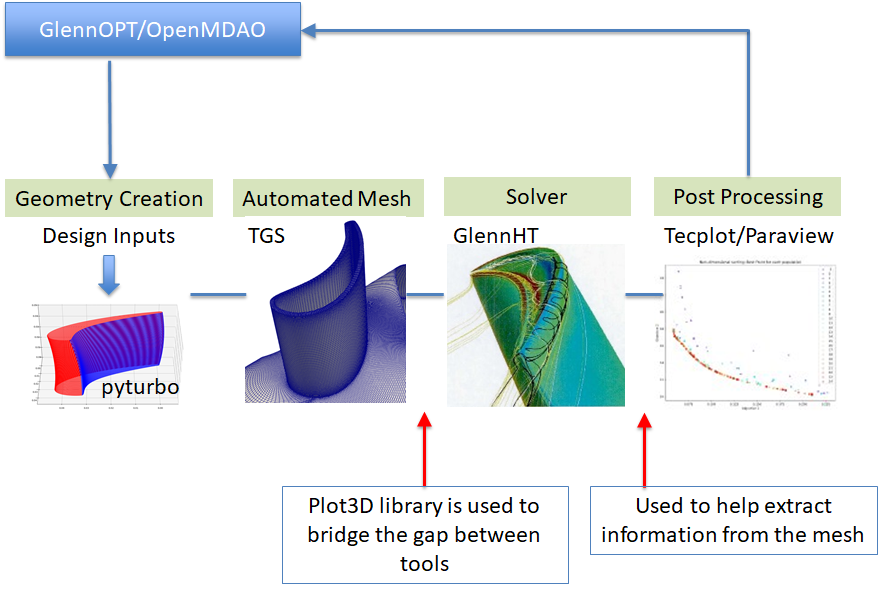 GlennOPT/OpenMDAO
Geometry Creation
Automated Mesh
Solver
Post Processing
Design Inputs
TGS
GlennHT
Tecplot/Paraview
pyturbo
Plot3D library is used to
bridge the gap between
tools
Used to help extract
information from the mesh